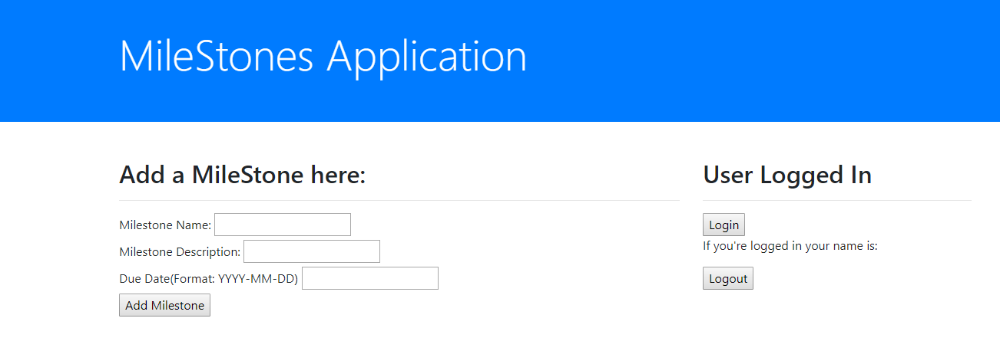 MileStones Application
Add a MileStone here:
Milestone Name:
Milestone Description:
Due Date(Format: YYYY-MM-DD)
Add Milestone
User Logged In
Login
If you're logged in your name is:
Logout